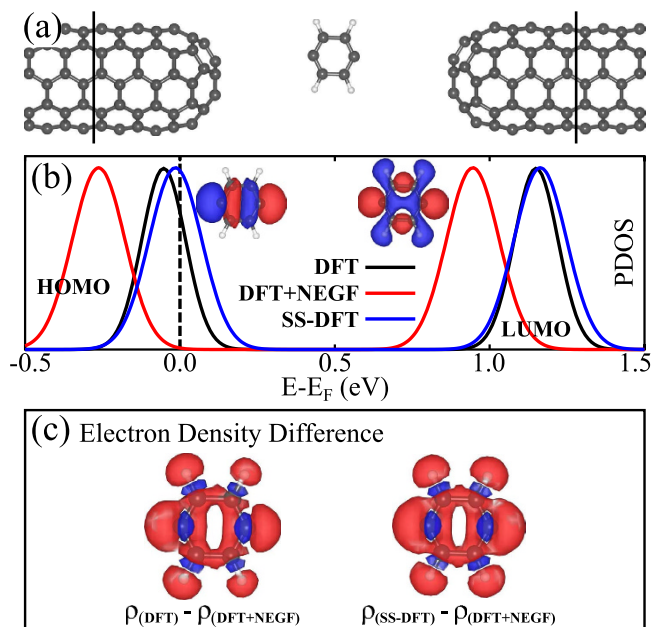 (a)
(b)
PDOS
DFT
DFT+NEGF
SS-DFT
HOMO
LUMO
-0.5 0.0 0.5 1.0 1.5
E-E_F (eV)
(c) Electron Density Difference
ρ(DFT) - ρ(DFT+NEGF) ρ(SS-DFT) - ρ(DFT+NEGF)